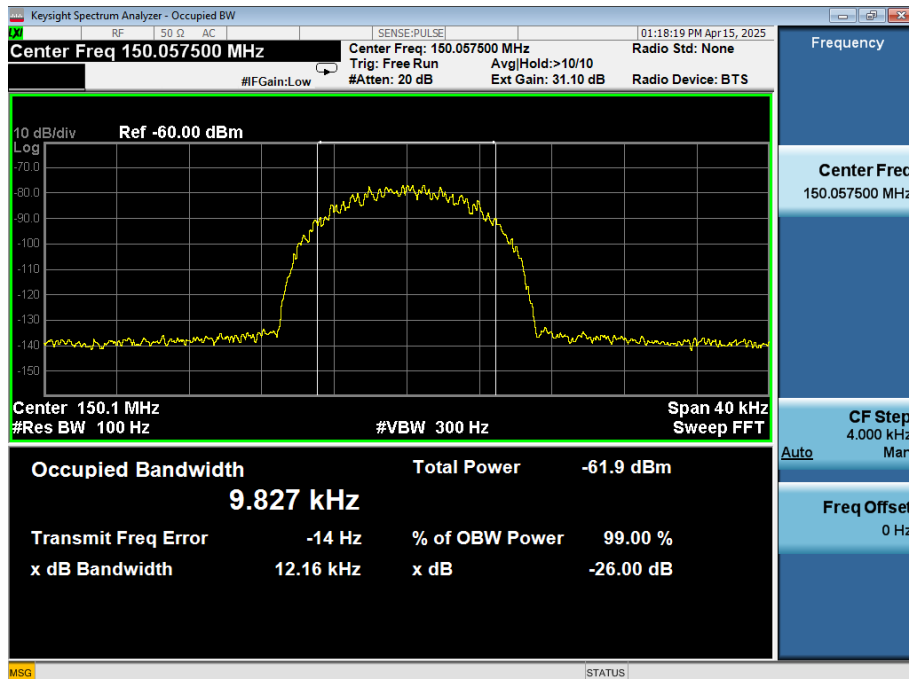 Keysight Spectrum Analyzer - Occupied BW
LXI RF 50 Ω AC SENSE:PULSE 01:18:19 PM Apr 15, 2025
Center Freq 150.057500 MHz
Center Freq: 150.057500 MHz Radio Std: None
Trig: Free Run Avg|Hold:>10/10
#IFGain:Low #Atten: 20 dB Ext Gain: 31.10 dB Radio Device: BTS
10 dB/div Ref -60.00 dBm
Log
-70.0
-80.0
-90.0
-100
-110
-120
-130
-140
-150
Center 150.1 MHz Span 40 kHz
#Res BW 100 Hz #VBW 300 Hz Sweep FFT
Occupied Bandwidth Total Power -61.9 dBm
9.827 kHz
Transmit Freq Error -14 Hz % of OBW Power 99.00 %
x dB Bandwidth 12.16 kHz x dB -26.00 dB
MSG STATUS
Frequency
Center Freq
150.057500 MHz
CF Step
4.000 kHz
Auto Man
Freq Offset
0 Hz